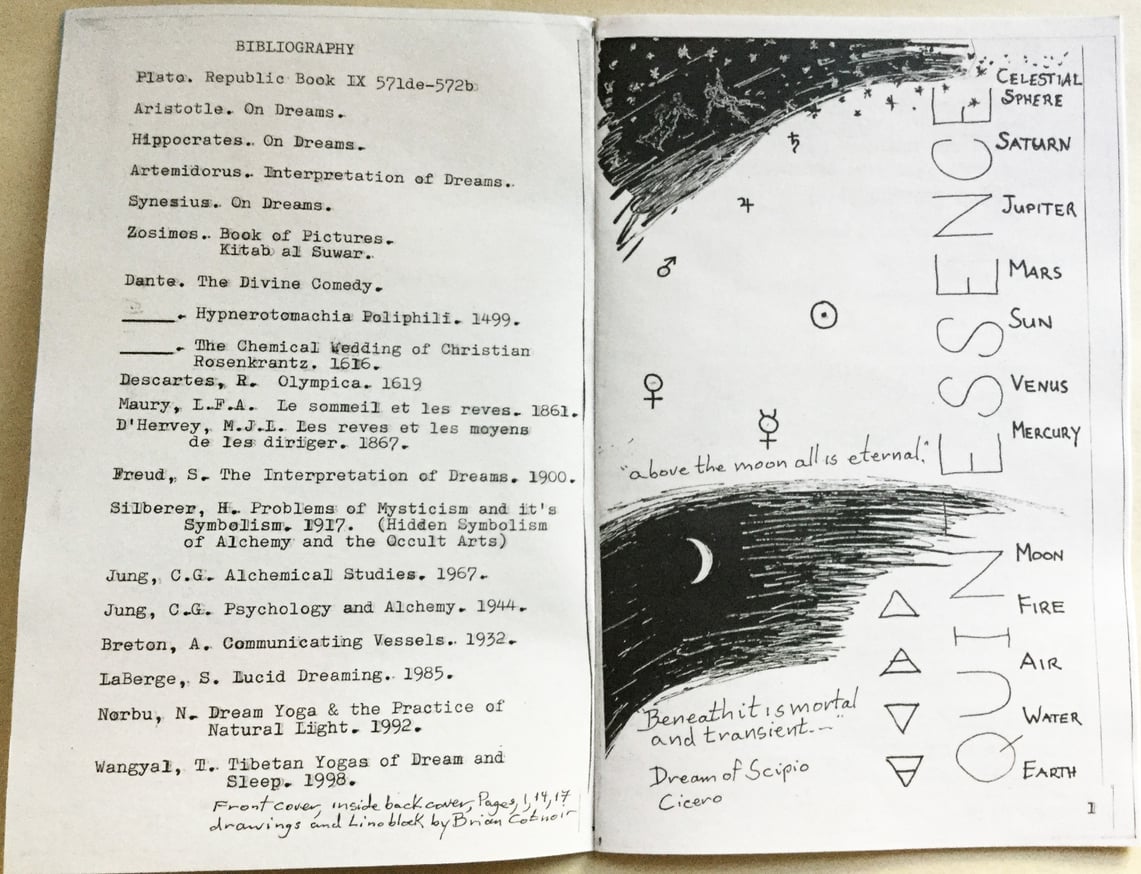 BIBLIOGRAPHY
Plato. Republic Book IX 571de-572b
Aristotle. On Dreams.
Hippocrates. On Dreams.
Artemidorus. Interpretation of Dreams.
Synesius. On Dreams.
Zosimos. Book of Pictures.
Kitab al Suwar.
Dante. The Divine Comedy.
_____. Hypnerotomachia Poliphili. 1499.
_____. The Chemical Wedding of Christian
Rosenkrantz. 1616.
Descartes, R. Olympica. 1619
Maury, L.F.A. Le sommeil et les reves. 1861.
D'Hervey, M.J.L. Les reves et les moyens
de les diriger. 1867.
Freud, S. The Interpretation of Dreams. 1900.
Silberer, H. Problems of Mysticism and it's
Symbolism. 1917. (Hidden Symbolism
of Alchemy and the Occult Arts)
Jung, C.G. Alchemical Studies. 1967.
Jung, C.G. Psychology and Alchemy. 1944.
Breton, A. Communicating Vessels. 1932.
LaBerge, S. Lucid Dreaming. 1985.
Norbu, N. Dream Yoga & the Practice of
Natural Light. 1992.
Wangyal, T. Tibetan Yogas of Dream and
Sleep. 1998.
Front cover, inside back cover, Pages, 1, 14, 17
drawings and Linoblock by Brian Cotnoir
CELESTIAL
SPHERE
SATURN
JUPITER
MARS
SUN
VENUS
MERCURY
MOON
FIRE
AIR
WATER
EARTH
QUINESSENCE
♄
♃
♂
☉
♀
☿
"above the moon all is eternal."
"Beneath it is mortal
and transient.--"
Dream of Scipio
Cicero
1